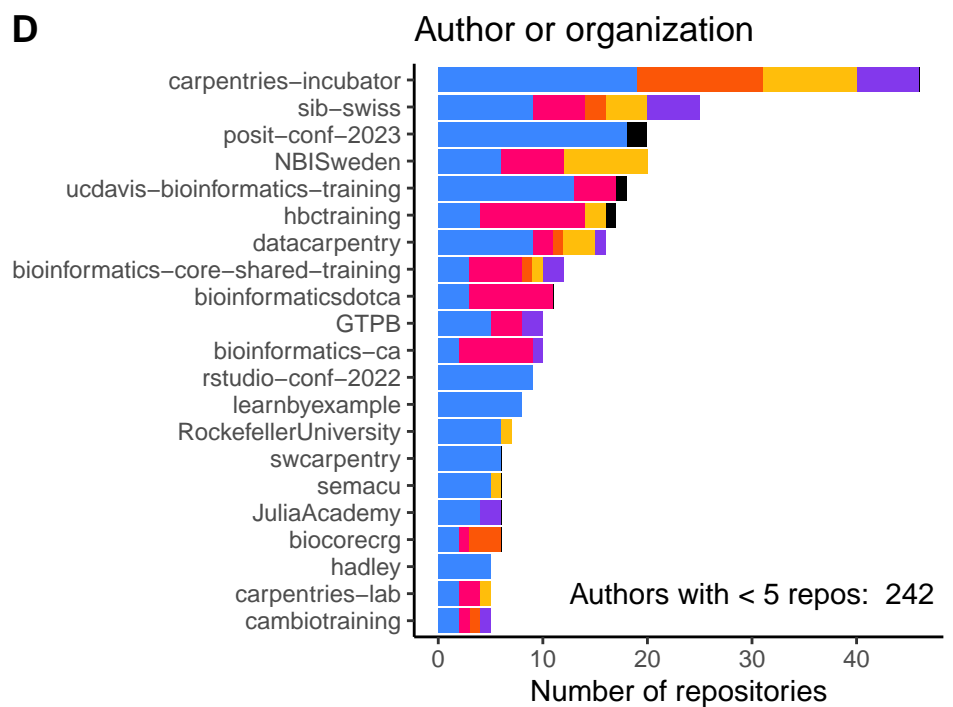 D
Author or organization
carpentries−incubator
sib−swiss
posit−conf−2023
NBISweden
ucdavis−bioinformatics−training
hbctraining
datacarpentry
bioinformatics−core−shared−training
bioinformaticsdotca
GTPB
bioinformatics−ca
rstudio−conf−2022
learnbyexample
RockefellerUniversity
swcarpentry
semacu
JuliaAcademy
biocorecrg
hadley
carpentries−lab
cambiotraining
Authors with < 5 repos: 242
0 10 20 30 40
Number of repositories